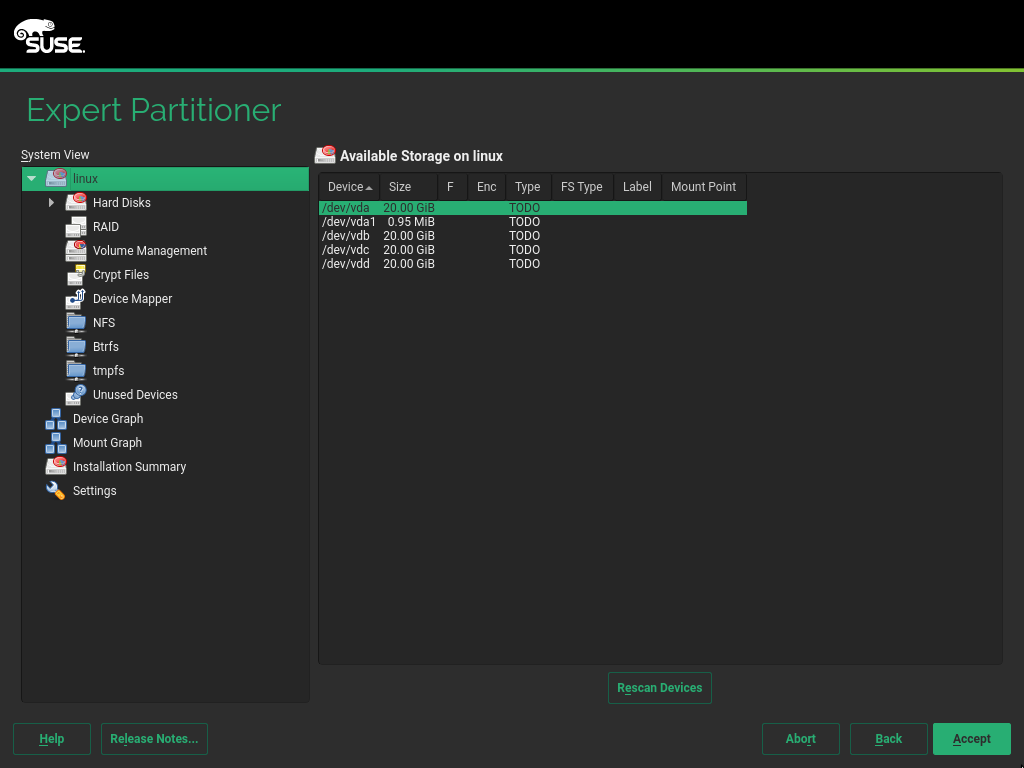 SUSE.
Expert Partitioner
System View
linux
Hard Disks
RAID
Volume Management
Crypt Files
Device Mapper
NFS
Btrfs
tmpfs
Unused Devices
Device Graph
Mount Graph
Installation Summary
Settings
Available Storage on linux
Device Size F Enc Type FS Type Label Mount Point
/dev/vda 20.00 GiB TODO
/dev/vda1 0.95 MiB TODO
/dev/vdb 20.00 GiB TODO
/dev/vdc 20.00 GiB TODO
/dev/vdd 20.00 GiB TODO
Rescan Devices
Help Release Notes... Abort Back Accept